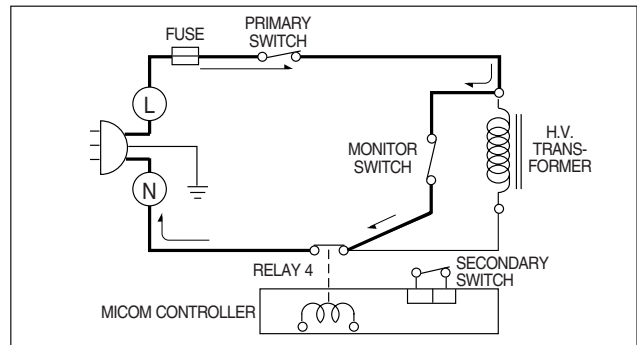 FUSE
PRIMARY
SWITCH
L
N
MONITOR
SWITCH
H.V.
TRANS-
FORMER
RELAY 4
SECONDARY
SWITCH
MICOM CONTROLLER